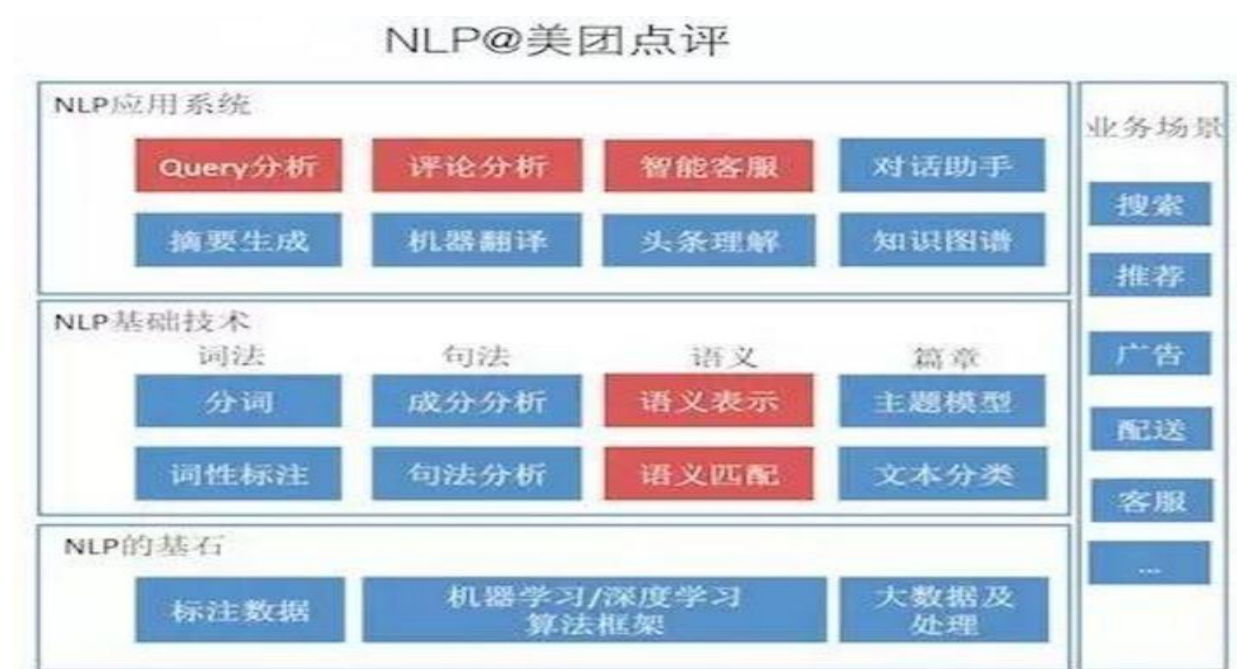 NLP@美团点评
NLP应用系统
Query分析 评论分析 智能客服 对话助手
摘要生成 机器翻译 头条理解 知识图谱
NLP基础技术
词法 句法 语义 篇章
分词 成分分析 语义表示 主题模型
词性标注 句法分析 语义匹配 文本分类
NLP的基石
标注数据 机器学习/深度学习 大数据及
算法框架 处理
业务场景
搜索
推荐
广告
配送
客服
...